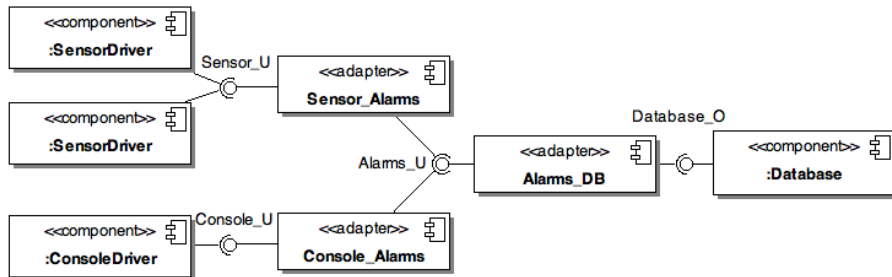 <<component>>
:SensorDriver
Sensor_U
<<adapter>>
Sensor_Alarms
<<component>>
:SensorDriver
Database_O
Alarms_U
<<adapter>>
Alarms_DB
<<component>>
:Database
Console_U
<<component>>
:ConsoleDriver
<<adapter>>
Console_Alarms